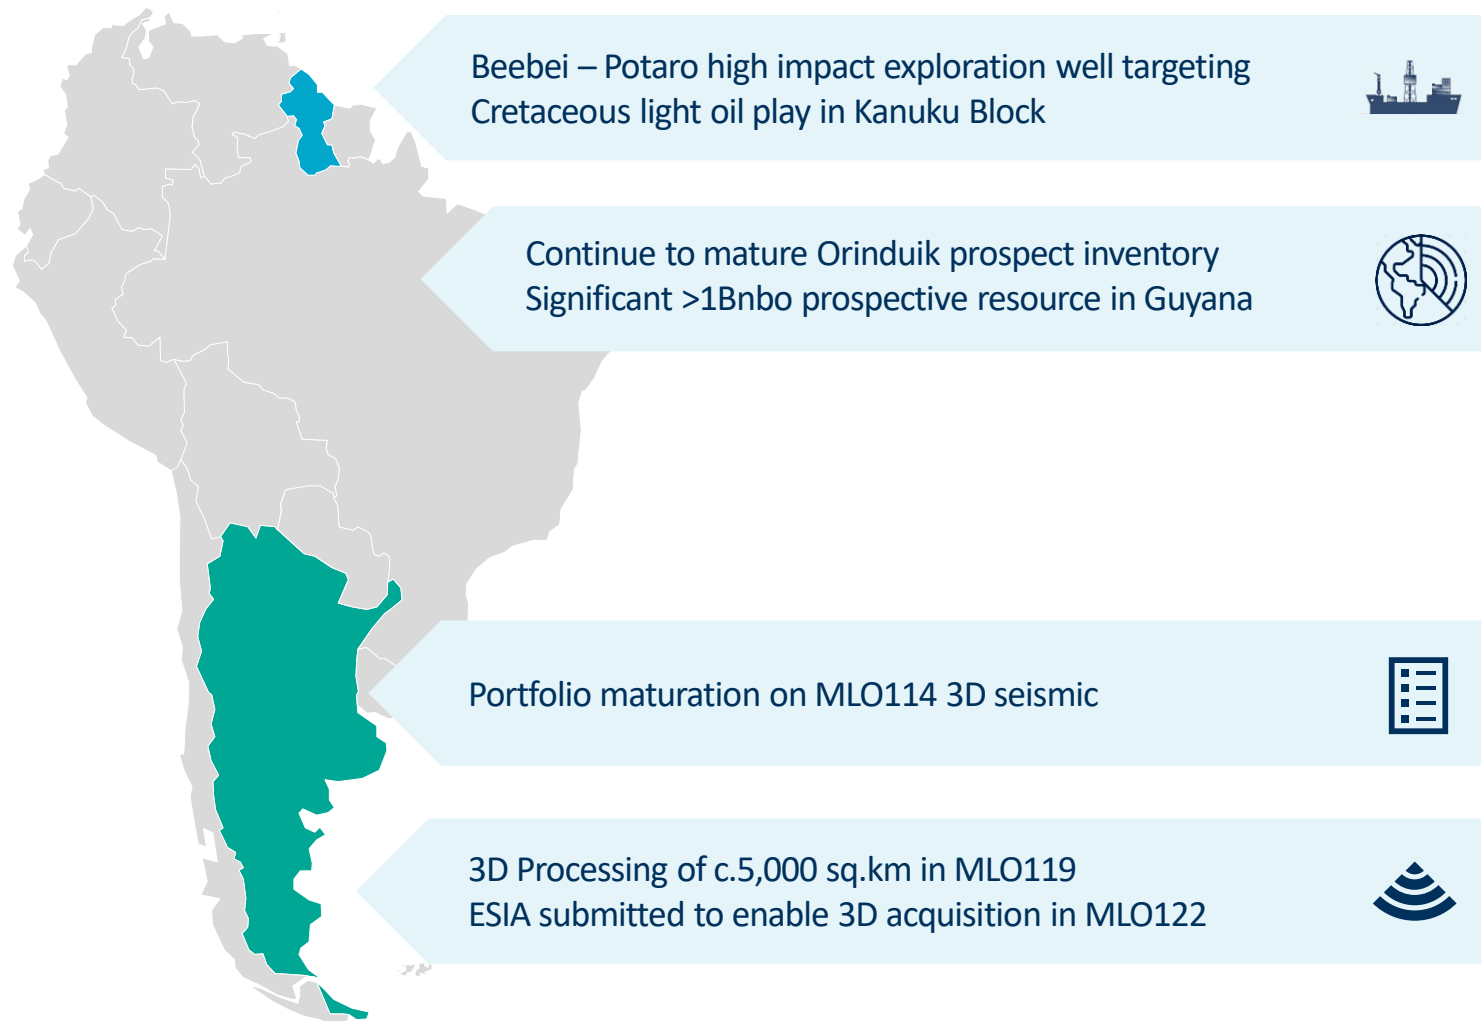 Beebei – Potaro high impact exploration well targeting
Cretaceous light oil play in Kanuku Block
Continue to mature Orinduik prospect inventory
Significant >1Bnbo prospective resource in Guyana
Portfolio maturation on MLO114 3D seismic
3D Processing of c.5,000 sq.km in MLO119
ESIA submitted to enable 3D acquisition in MLO122